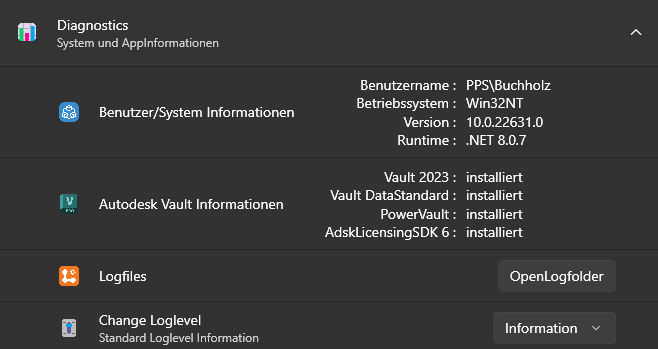 Diagnostics
System und AppInformationen
Benutzer/System Informationen
Benutzername : PPS\Buchholz
Betriebssystem : Win32NT
Version : 10.0.22631.0
Runtime : .NET 8.0.7
Autodesk Vault Informationen
Vault 2023 : installiert
Vault DataStandard : installiert
PowerVault : installiert
AdskLicensingSDK 6 : installiert
Logfiles
OpenLogfolder
Change Loglevel
Standard Loglevel Information
Information